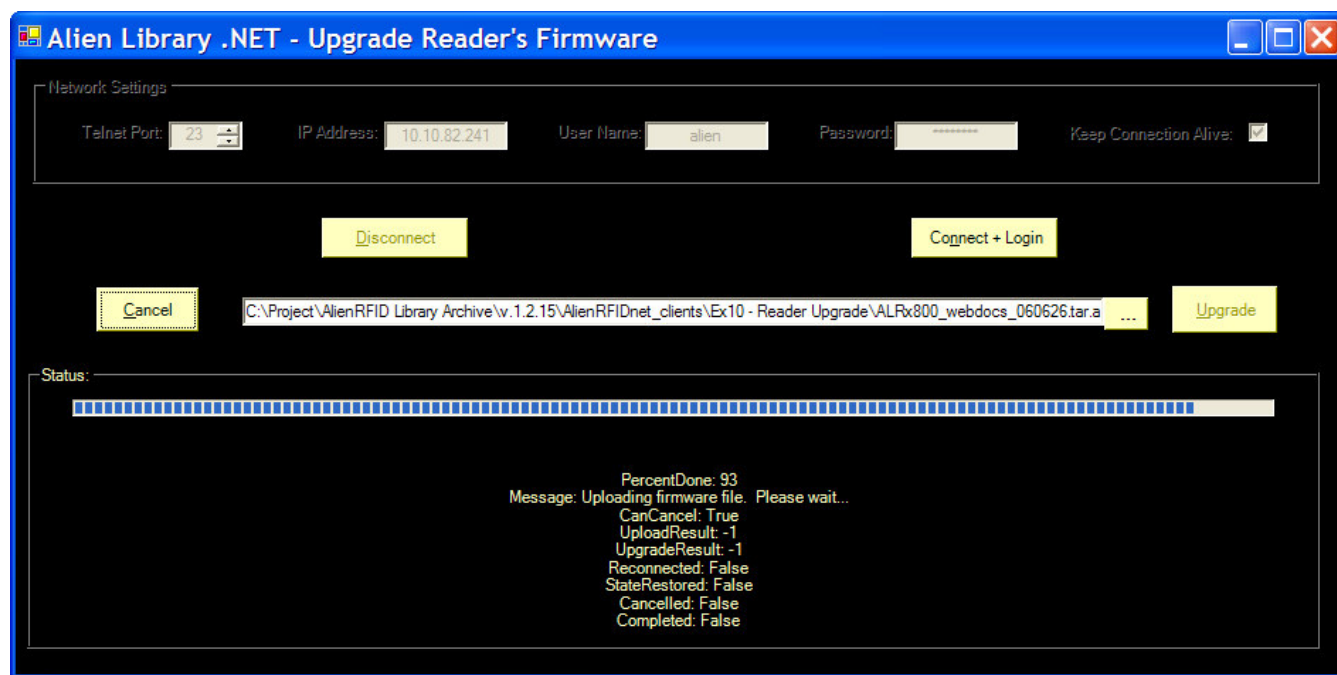 Alien Library .NET - Upgrade Reader's Firmware
Network Settings
Telnet Port: 23 IP Address: 10.10.82.241 User Name: alien Password: ******** Keep Connection Alive:
Disconnect Connect + Login
Cancel C:\Project\AlienRFID Library Archive\v.1.2.15\AlienRFIDnet_clients\Ex10 - Reader Upgrade\ALRx800_webdocs_060626.tar.a ... Upgrade
Status:
PercentDone: 93
Message: Uploading firmware file. Please wait...
CanCancel: True
UploadResult: -1
UpgradeResult: -1
Reconnected: False
StateRestored: False
Cancelled: False
Completed: False